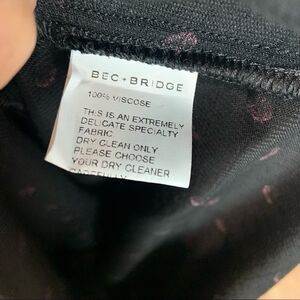 BEC+BRIDGE
100% VISCOSE
THIS IS AN EXTREMELY
DELICATE SPECIALTY
FABRIC
DRY CLEAN ONLY
PLEASE CHOOSE
YOUR DRY CLEANER
CAREFULLY